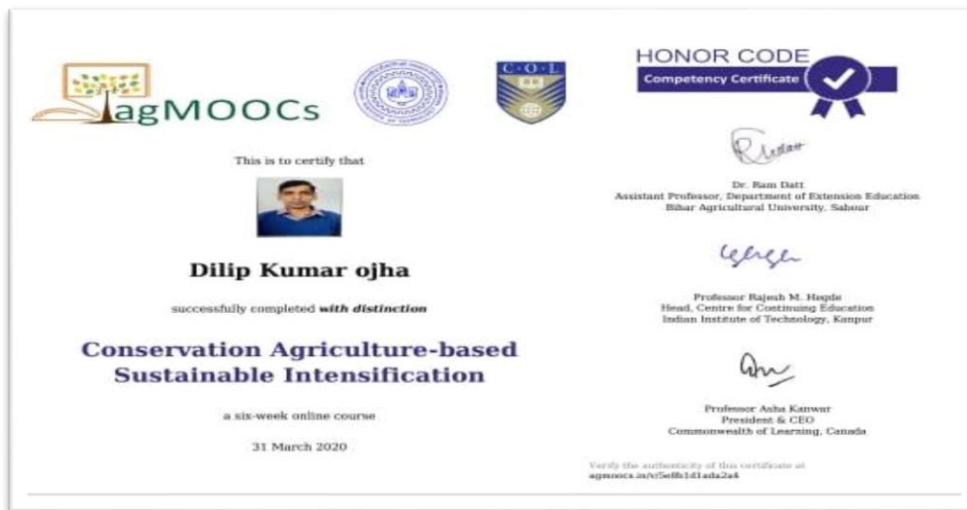 agMOOCs
C·O·L
HONOR CODE
Competency Certificate
This is to certify that
Dilip Kumar ojha
successfully completed with distinction
Conservation Agriculture-based
Sustainable Intensification
a six-week online course
31 March 2020
Dr. Ram Datt
Assistant Professor, Department of Extension Education
Bihar Agricultural University, Sabour
Professor Rajesh M. Hegde
Head, Centre for Continuing Education
Indian Institute of Technology, Kanpur
Professor Asha Kanwar
President & CEO
Commonwealth of Learning, Canada
Verify the authenticity of this certificate at